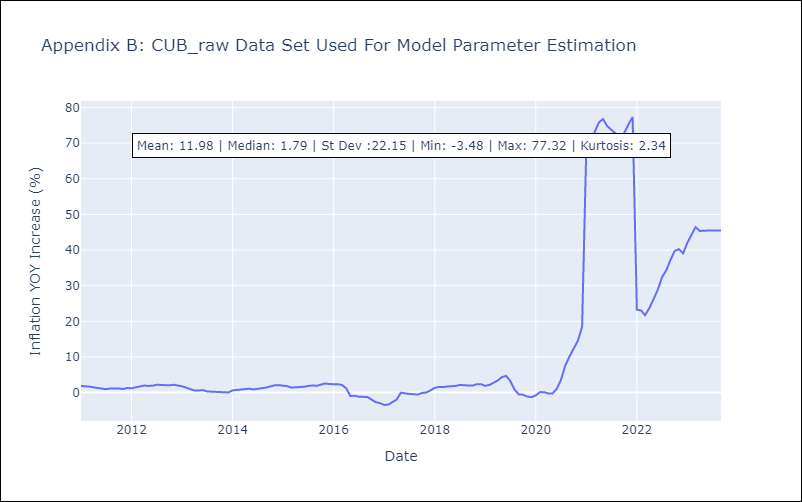 Appendix B: CUB_raw Data Set Used For Model Parameter Estimation
80
Mean: 11.98 | Median: 1.79 | St Dev :22.15 | Min: -3.48 | Max: 77.32 | Kurtosis: 2.34
70
60
50
40
30
20
10
0
Inflation YOY Increase (%)
2012 2014 2016 2018 2020 2022
Date